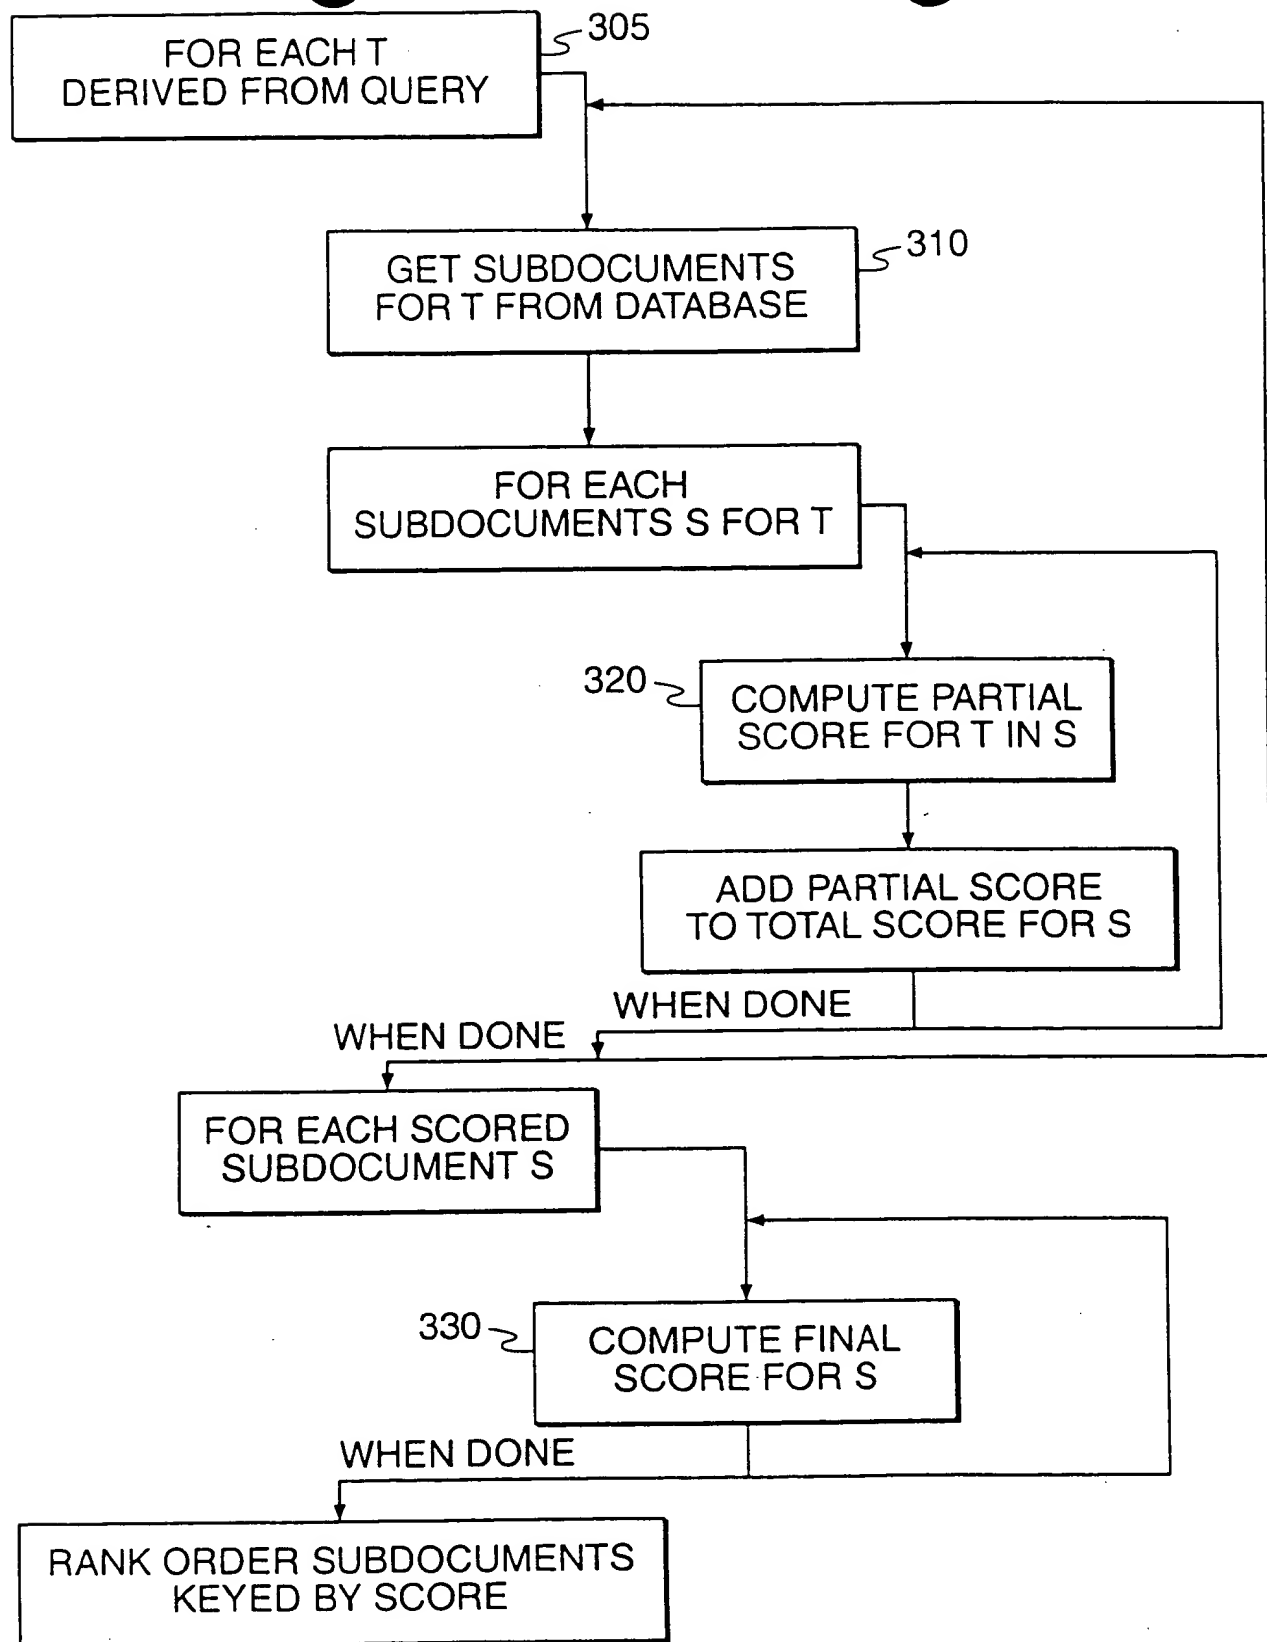 FOR EACH T
DERIVED FROM QUERY
305
GET SUBDOCUMENTS
FOR T FROM DATABASE
310
FOR EACH
SUBDOCUMENTS S FOR T
320
COMPUTE PARTIAL
SCORE FOR T IN S
ADD PARTIAL SCORE
TO TOTAL SCORE FOR S
WHEN DONE
WHEN DONE
FOR EACH SCORED
SUBDOCUMENT S
330
COMPUTE FINAL
SCORE FOR S
WHEN DONE
RANK ORDER SUBDOCUMENTS
KEYED BY SCORE